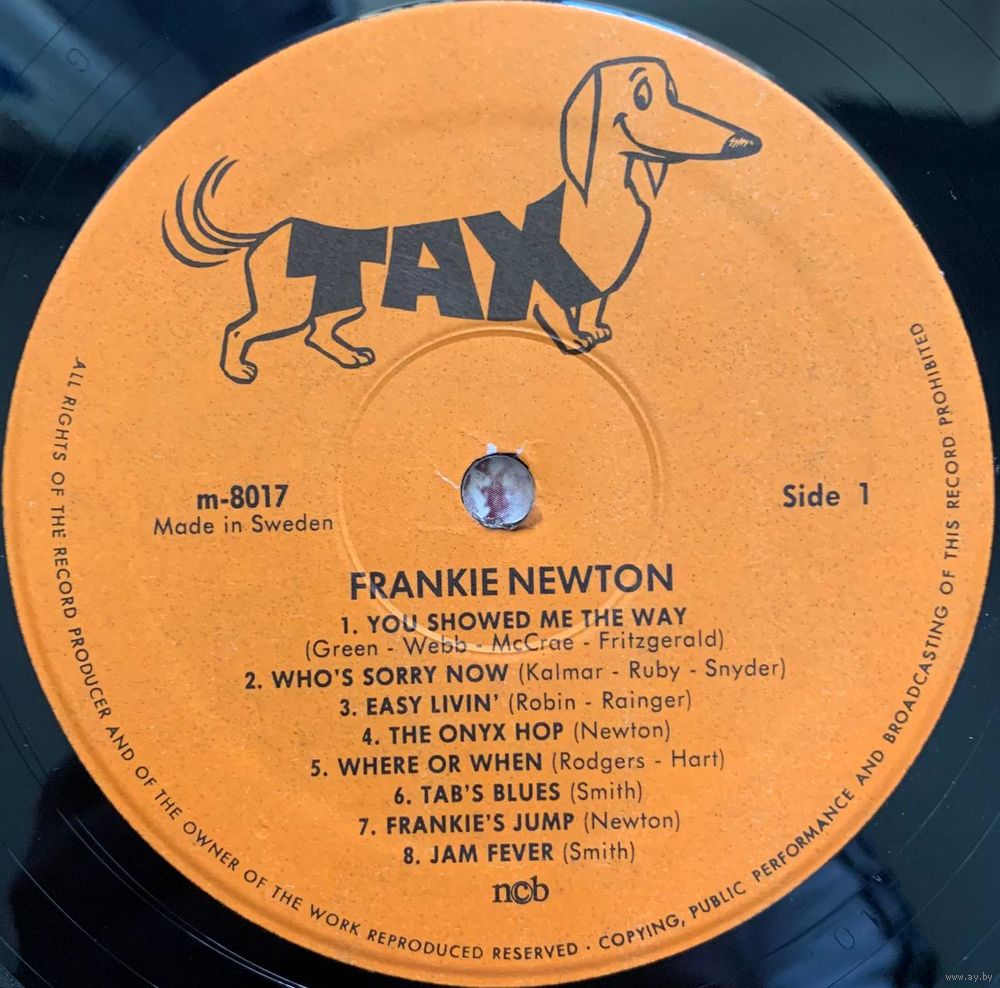 TAX
m-8017
Made in Sweden
Side 1
FRANKIE NEWTON
1. YOU SHOWED ME THE WAY
(Green - Webb - McCrae - Fritzgerald)
2. WHO'S SORRY NOW (Kalmar - Ruby - Snyder)
3. EASY LIVIN' (Robin - Rainger)
4. THE ONYX HOP (Newton)
5. WHERE OR WHEN (Rodgers - Hart)
6. TAB'S BLUES (Smith)
7. FRANKIE'S JUMP (Newton)
8. JAM FEVER (Smith)
ncb
ALL RIGHTS OF THE RECORD PRODUCER AND OF THE OWNER OF THE WORK REPRODUCED RESERVED · COPYING, PUBLIC PERFORMANCE AND BROADCASTING OF THIS RECORD PROHIBITED
www.ay.by